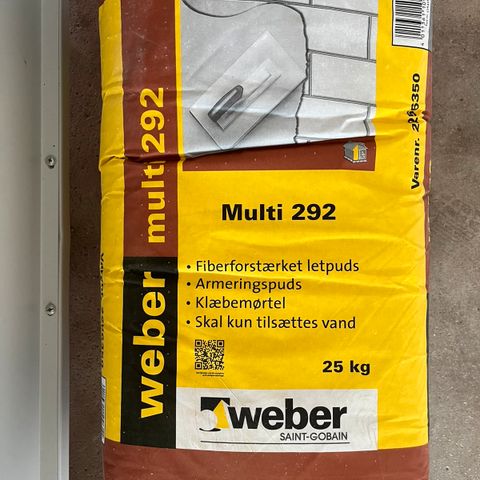 multi 292
weber
Varenr.
Multi 292
• Fiberforstærket letpuds
• Armeringspuds
• Klæbemørtel
• Skal kun tilsættes vand
25 kg
weber
SAINT-GOBAIN